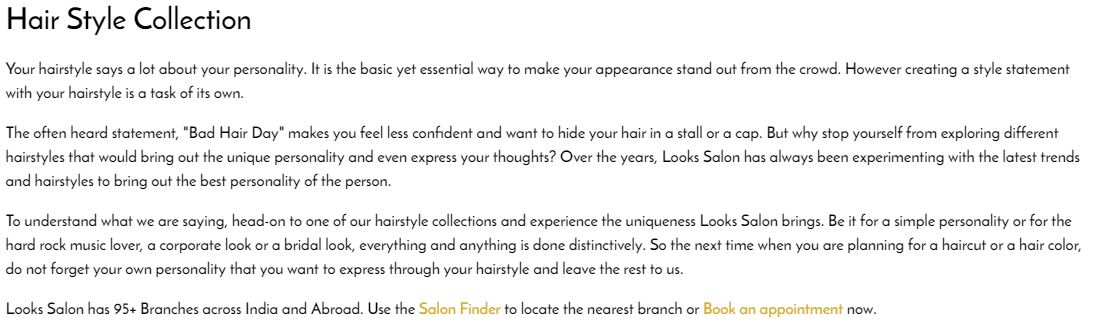 Hair Style Collection
Your hairstyle says a lot about your personality. It is the basic yet essential way to make your appearance stand out from the crowd. However creating a style statement
with your hairstyle is a task of its own.
The often heard statement, "Bad Hair Day" makes you feel less confident and want to hide your hair in a stall or a cap. But why stop yourself from exploring different
hairstyles that would bring out the unique personality and even express your thoughts? Over the years, Looks Salon has always been experimenting with the latest trends
and hairstyles to bring out the best personality of the person.
To understand what we are saying, head-on to one of our hairstyle collections and experience the uniqueness Looks Salon brings. Be it for a simple personality or for the
hard rock music lover, a corporate look or a bridal look, everything and anything is done distinctively. So the next time when you are planning for a haircut or a hair color,
do not forget your own personality that you want to express through your hairstyle and leave the rest to us.
Looks Salon has 95+ Branches across India and Abroad. Use the Salon Finder to locate the nearest branch or Book an appointment now.